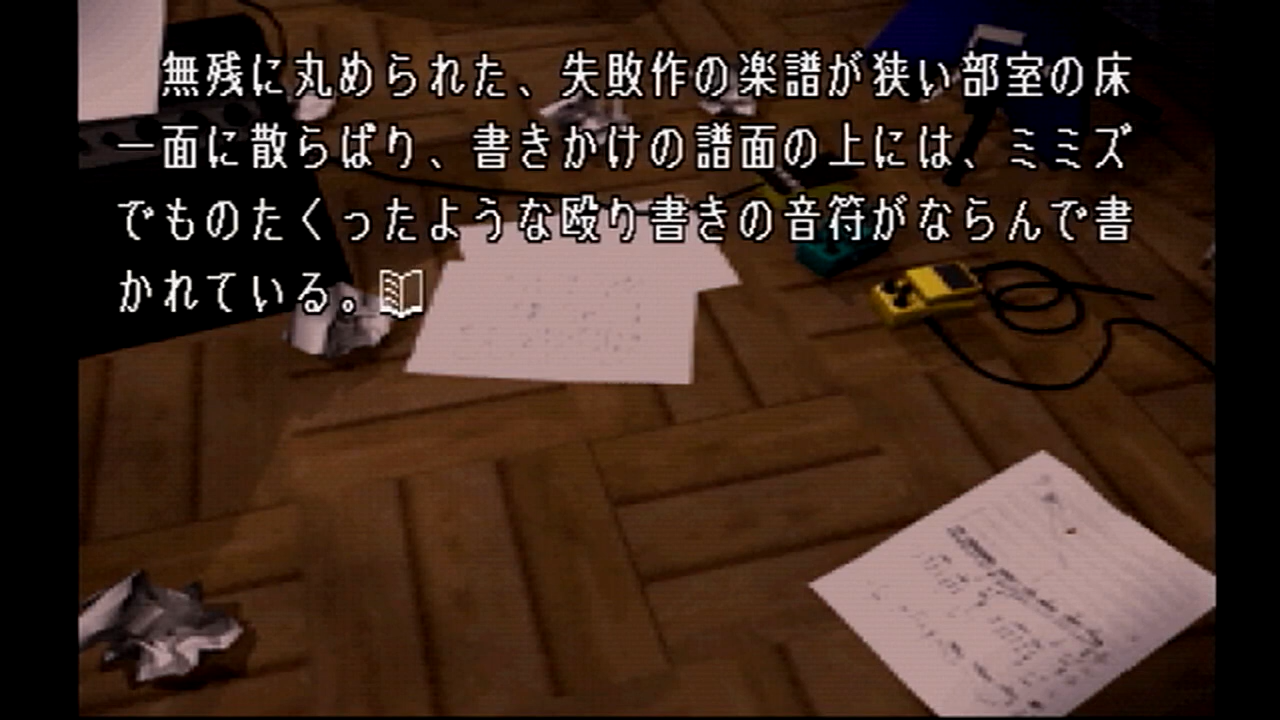 無残に丸められた、失敗作の楽譜が狭い部室の床
一面に散らばり、書きかけの譜面の上には、ミミズ
でものたくったような殴り書きの音符がならんで書
かれている。